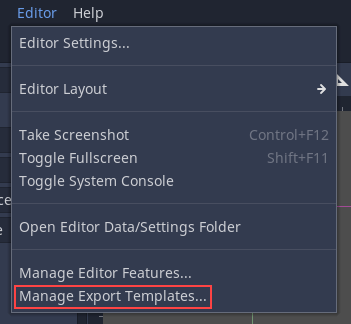 Editor Help
Editor Settings...
Editor Layout
Take Screenshot Control+F12
Toggle Fullscreen Shift+F11
Toggle System Console
Open Editor Data/Settings Folder
Manage Editor Features...
Manage Export Templates...